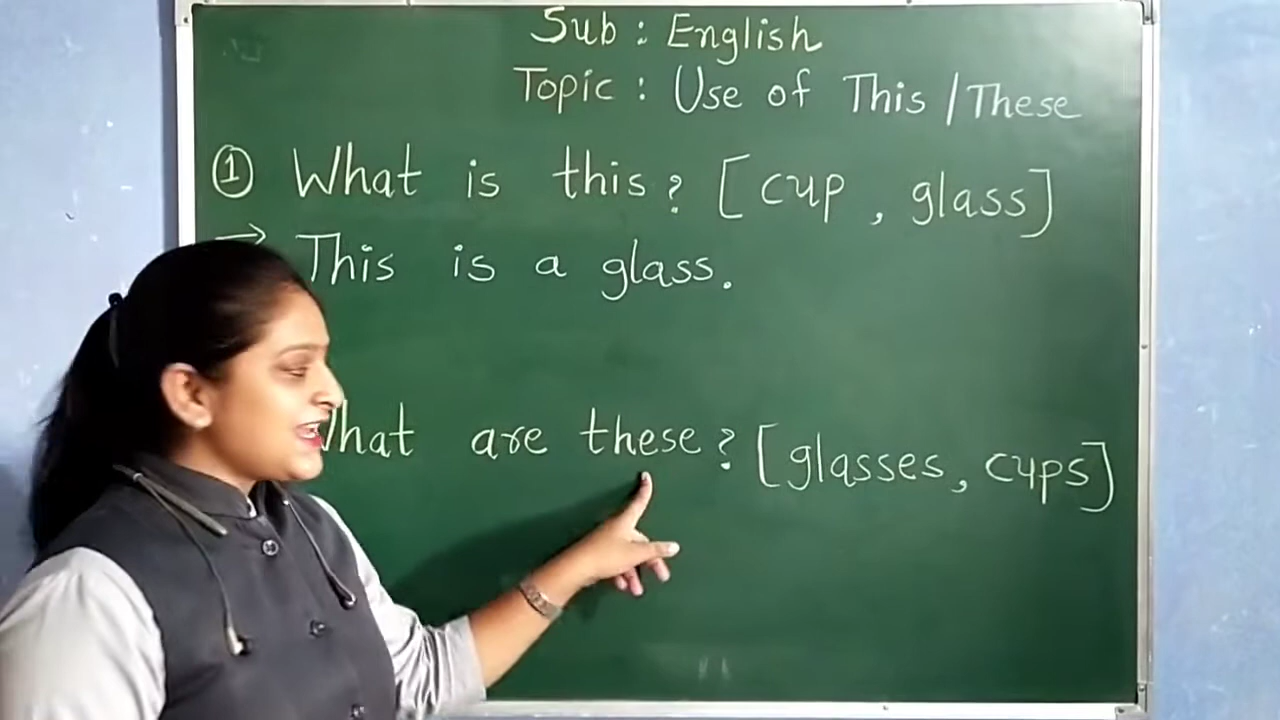 Sub : English
Topic : Use of This / These
① What is this? [cup, glass]
→ This is a glass.
What are these? [glasses, cups]